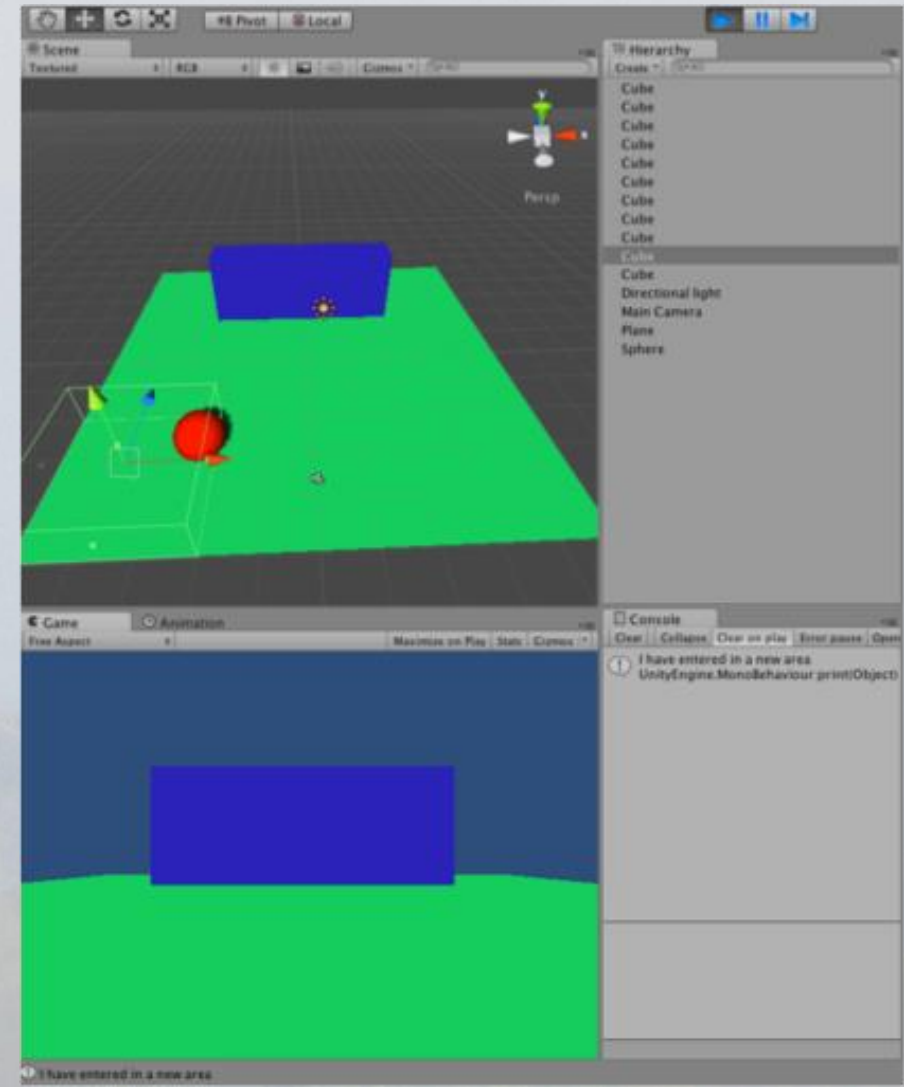 Pivot Local
Scene
Textured RGB Gizmos
y
x
Persp
Hierarchy
Create
Cube
Cube
Cube
Cube
Cube
Cube
Cube
Cube
Cube
Cube
Cube
Directional light
Main Camera
Plane
Sphere
Game Animation
Free Aspect Maximize on Play Stats Gizmos
Console
Clear Collapse Clear on play Error pause Open
I have entered in a new area
UnityEngine.MonoBehaviour:print(Object)
I have entered in a new area